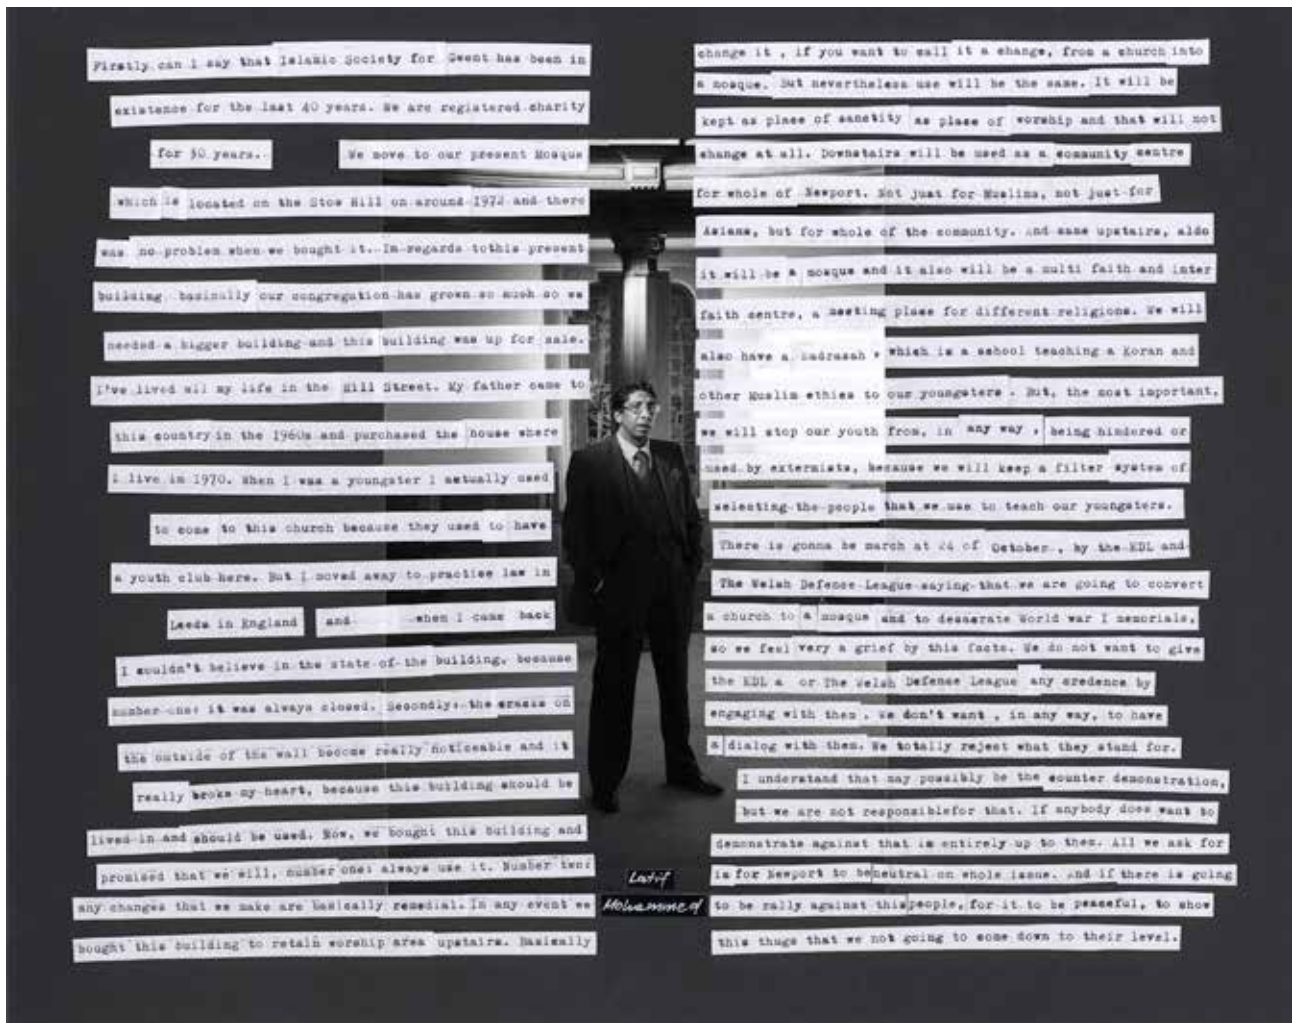 Firstly can I say that Islamic Society for Gwent has been in
existence for the last 40 years. We are registered charity
for 30 years. We move to our present Mosque
which is located on the Stow Hill on around 1972 and there
was no problem when we bought it. In regards tothis present
building basically our congregation has grown so much so we
needed a bigger building and this building was up for sale.
I've lived all my life in the Hill Street. My father came to
this country in the 1960s and purchased the house where
I live in 1970. When I was a youngster I actually used
to come to this church because they used to have
a youth club here. But I moved away to practise law in
Leeds in England and when I came back
I couldn't believe in the state of the building, because
number one: it was always closed. Secondly: the cracks on
the outside of the wall become really noticeable and it
really broke my heart, because this building should be
lived in and should be used. Now, we bought this building and
promised that we will, number one: always use it. Number two:
any changes that we make are basically remedial. In any event we
bought this building to retain worship area upstairs. Basically
change it , if you want to call it a change, from a church into
a mosque. But nevertheless use will be the same. It will be
kept as place of sanctity as place of worship and that will not
change at all. Downstairs will be used as a community centre
for whole of Newport. Not just for Muslims, not just for
Asians, but for whole of the community. And same upstairs, aldo
it will be a mosque and it also will be a multi faith and inter
faith centre, a meeting place for different religions. We will
also have a Madrasah , which is a school teaching a Koran and
other Muslim ethics to our youngsters . But, the most important,
we will stop our youth from, in any way , being hindered or
used by extermists, because we will keep a filter system of
selecting the people that we use to teach our youngsters.
There is gonna be march at 24 of October , by the EDL and
The Welsh Defense League saying that we are going to convert
a church to a mosque and to desacrate World war I memorials,
so we feel very a grief by this facts. We do not want to give
the EDL a or The Welsh Defense League any credence by
engaging with them . We don't want , in any way, to have
a dialog with them. We totally reject what they stand for.
I understand that may possibly be the counter demonstration,
but we are not responsiblefor that. If anybody does want to
demonstrate against that is entirely up to them. All we ask for
is for Newport to be neutral on whole issue. And if there is going
to be rally against this people, for it to be peaceful, to show
this thugs that we not going to come down to their level.
Latif
Mohammed